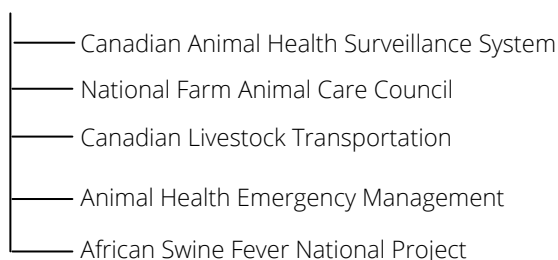 Canadian Animal Health Surveillance System
National Farm Animal Care Council
Canadian Livestock Transportation
Animal Health Emergency Management
African Swine Fever National Project